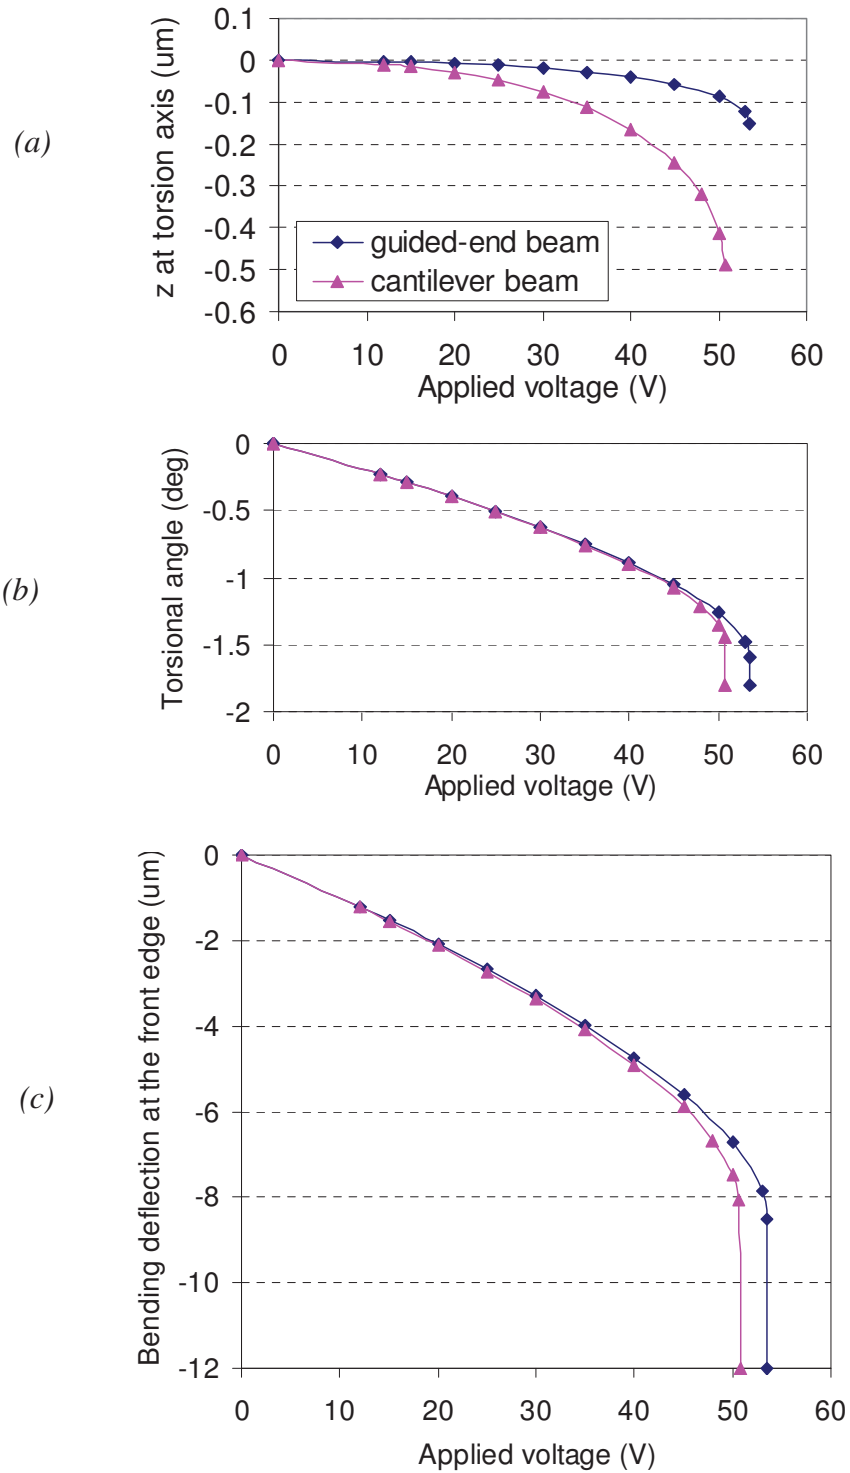 (a)
z at torsion axis (um)
0.1
0
-0.1
-0.2
-0.3
-0.4
-0.5
-0.6
guided-end beam
cantilever beam
0 10 20 30 40 50 60
Applied voltage (V)
(b)
Torsional angle (deg)
0
-0.5
-1
-1.5
-2
0 10 20 30 40 50 60
Applied voltage (V)
(c)
Bending deflection at the front edge (um)
0
-2
-4
-6
-8
-10
-12
0 10 20 30 40 50 60
Applied voltage (V)